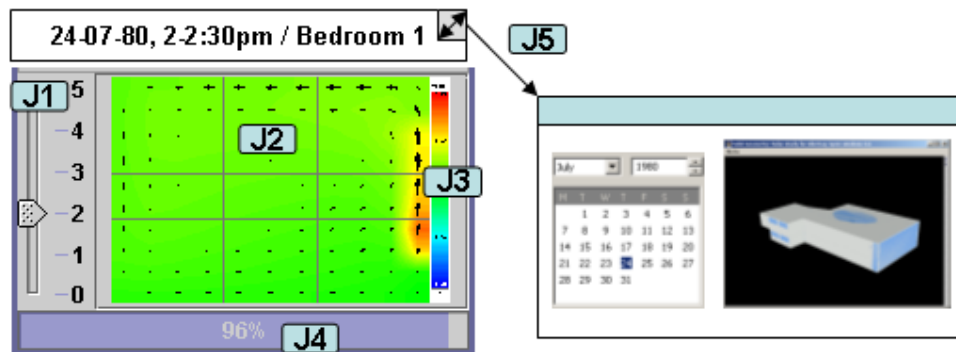 24-07-80, 2-2:30pm / Bedroom 1
J5
J1
5
4
J2
3
J3
2
1
0
96%
J4
July
1980
M T W T F S S
1 2 3 4 5 6
7 8 9 10 11 12 13
14 15 16 17 18 19 20
21 22 23 24 25 26 27
28 29 30 31